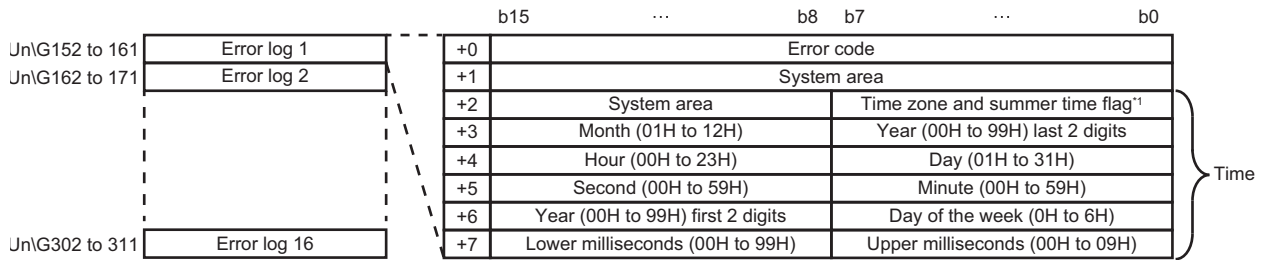 b15 ... b8 b7 ... b0
Un\G152 to 161 Error log 1 +0 Error code
Un\G162 to 171 Error log 2 +1 System area
+2 System area Time zone and summer time flag*1
+3 Month (01H to 12H) Year (00H to 99H) last 2 digits
+4 Hour (00H to 23H) Day (01H to 31H) Time
+5 Second (00H to 59H) Minute (00H to 59H)
+6 Year (00H to 99H) first 2 digits Day of the week (0H to 6H)
Un\G302 to 311 Error log 16 +7 Lower milliseconds (00H to 99H) Upper milliseconds (00H to 09H)